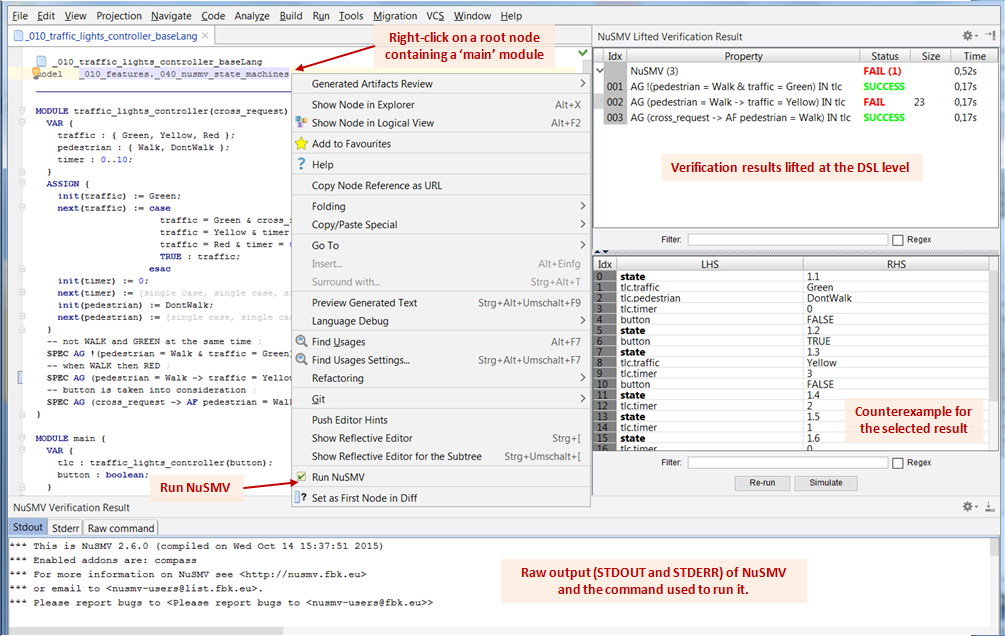 File Edit View Projection Navigate Code Analyze Build Run Tools Migration VCS Window Help
_010_traffic_lights_controller_baseLang
_010_traffic_lights_controller_baseLang
_010_features._040_nusmv_state_machines
MODULE traffic_lights_controller(cross_request)
VAR {
traffic : { Green, Yellow, Red };
pedestrian : { Walk, DontWalk };
timer : 0..10;
}
ASSIGN {
init(traffic) := Green;
next(traffic) := case
traffic = Green & cross_
traffic = Yellow & timer
traffic = Red & timer =
TRUE : traffic;
esac
init(timer) := 0;
next(timer) := [single case, single case, si
init(pedestrian) := DontWalk;
next(pedestrian) := [single case, single cas
}
-- not WALK and GREEN at the same time ;
SPEC AG !(pedestrian = Walk & traffic = Green)
-- when WALK then RED ;
SPEC AG (pedestrian = Walk -> traffic = Yellow
-- button is taken into consideration ;
SPEC AG (cross_request -> AF pedestrian = Walk
}
MODULE main {
VAR {
tlc : traffic_lights_controller(button);
button : boolean;
}
Right-click on a root node
containing a ‘main’ module
Generated Artifacts Review
Show Node in Explorer Alt+X
Show Node in Logical View Alt+F2
Add to Favourites
Help
Copy Node Reference as URL
Folding
Copy/Paste Special
Go To
Insert... Alt+Einfg
Surround with... Strg+Alt+T
Preview Generated Text Strg+Alt+Umschalt+F9
Language Debug
Find Usages Alt+F7
Find Usages Settings... Strg+Alt+Umschalt+F7
Refactoring
Git
Push Editor Hints
Show Reflective Editor Strg+[
Show Reflective Editor for the Subtree Strg+Umschalt+[
Run NuSMV
Set as First Node in Diff
Run NuSMV
NuSMV Lifted Verification Result
Idx Property Status Size Time
NuSMV (3) FAIL (1) 0,52s
001 AG !(pedestrian = Walk & traffic = Green) IN tlc SUCCESS 0,17s
002 AG (pedestrian = Walk -> traffic = Yellow) IN tlc FAIL 23 0,17s
003 AG (cross_request -> AF pedestrian = Walk) IN tlc SUCCESS 0,17s
Verification results lifted at the DSL level
Filter: Regex
Idx LHS RHS
0 state 1.1
1 tlc.traffic Green
2 tlc.pedestrian DontWalk
3 tlc.timer 0
4 button FALSE
5 state 1.2
6 button TRUE
7 state 1.3
8 tlc.traffic Yellow
9 tlc.timer 3
10 button FALSE
11 state 1.4
12 tlc.timer 2
13 state 1.5
14 tlc.timer 1
15 state 1.6
16 tlc.timer 0
Counterexample for
the selected result
Filter: Regex
Re-run Simulate
NuSMV Verification Result
Stdout Stderr Raw command
*** This is NuSMV 2.6.0 (compiled on Wed Oct 14 15:37:51 2015)
*** Enabled addons are: compass
*** For more information on NuSMV see <http://nusmv.fbk.eu>
*** or email to <nusmv-users@list.fbk.eu>.
*** Please report bugs to <Please report bugs to <nusmv-users@fbk.eu>>
Raw output (STDOUT and STDERR) of NuSMV
and the command used to run it.